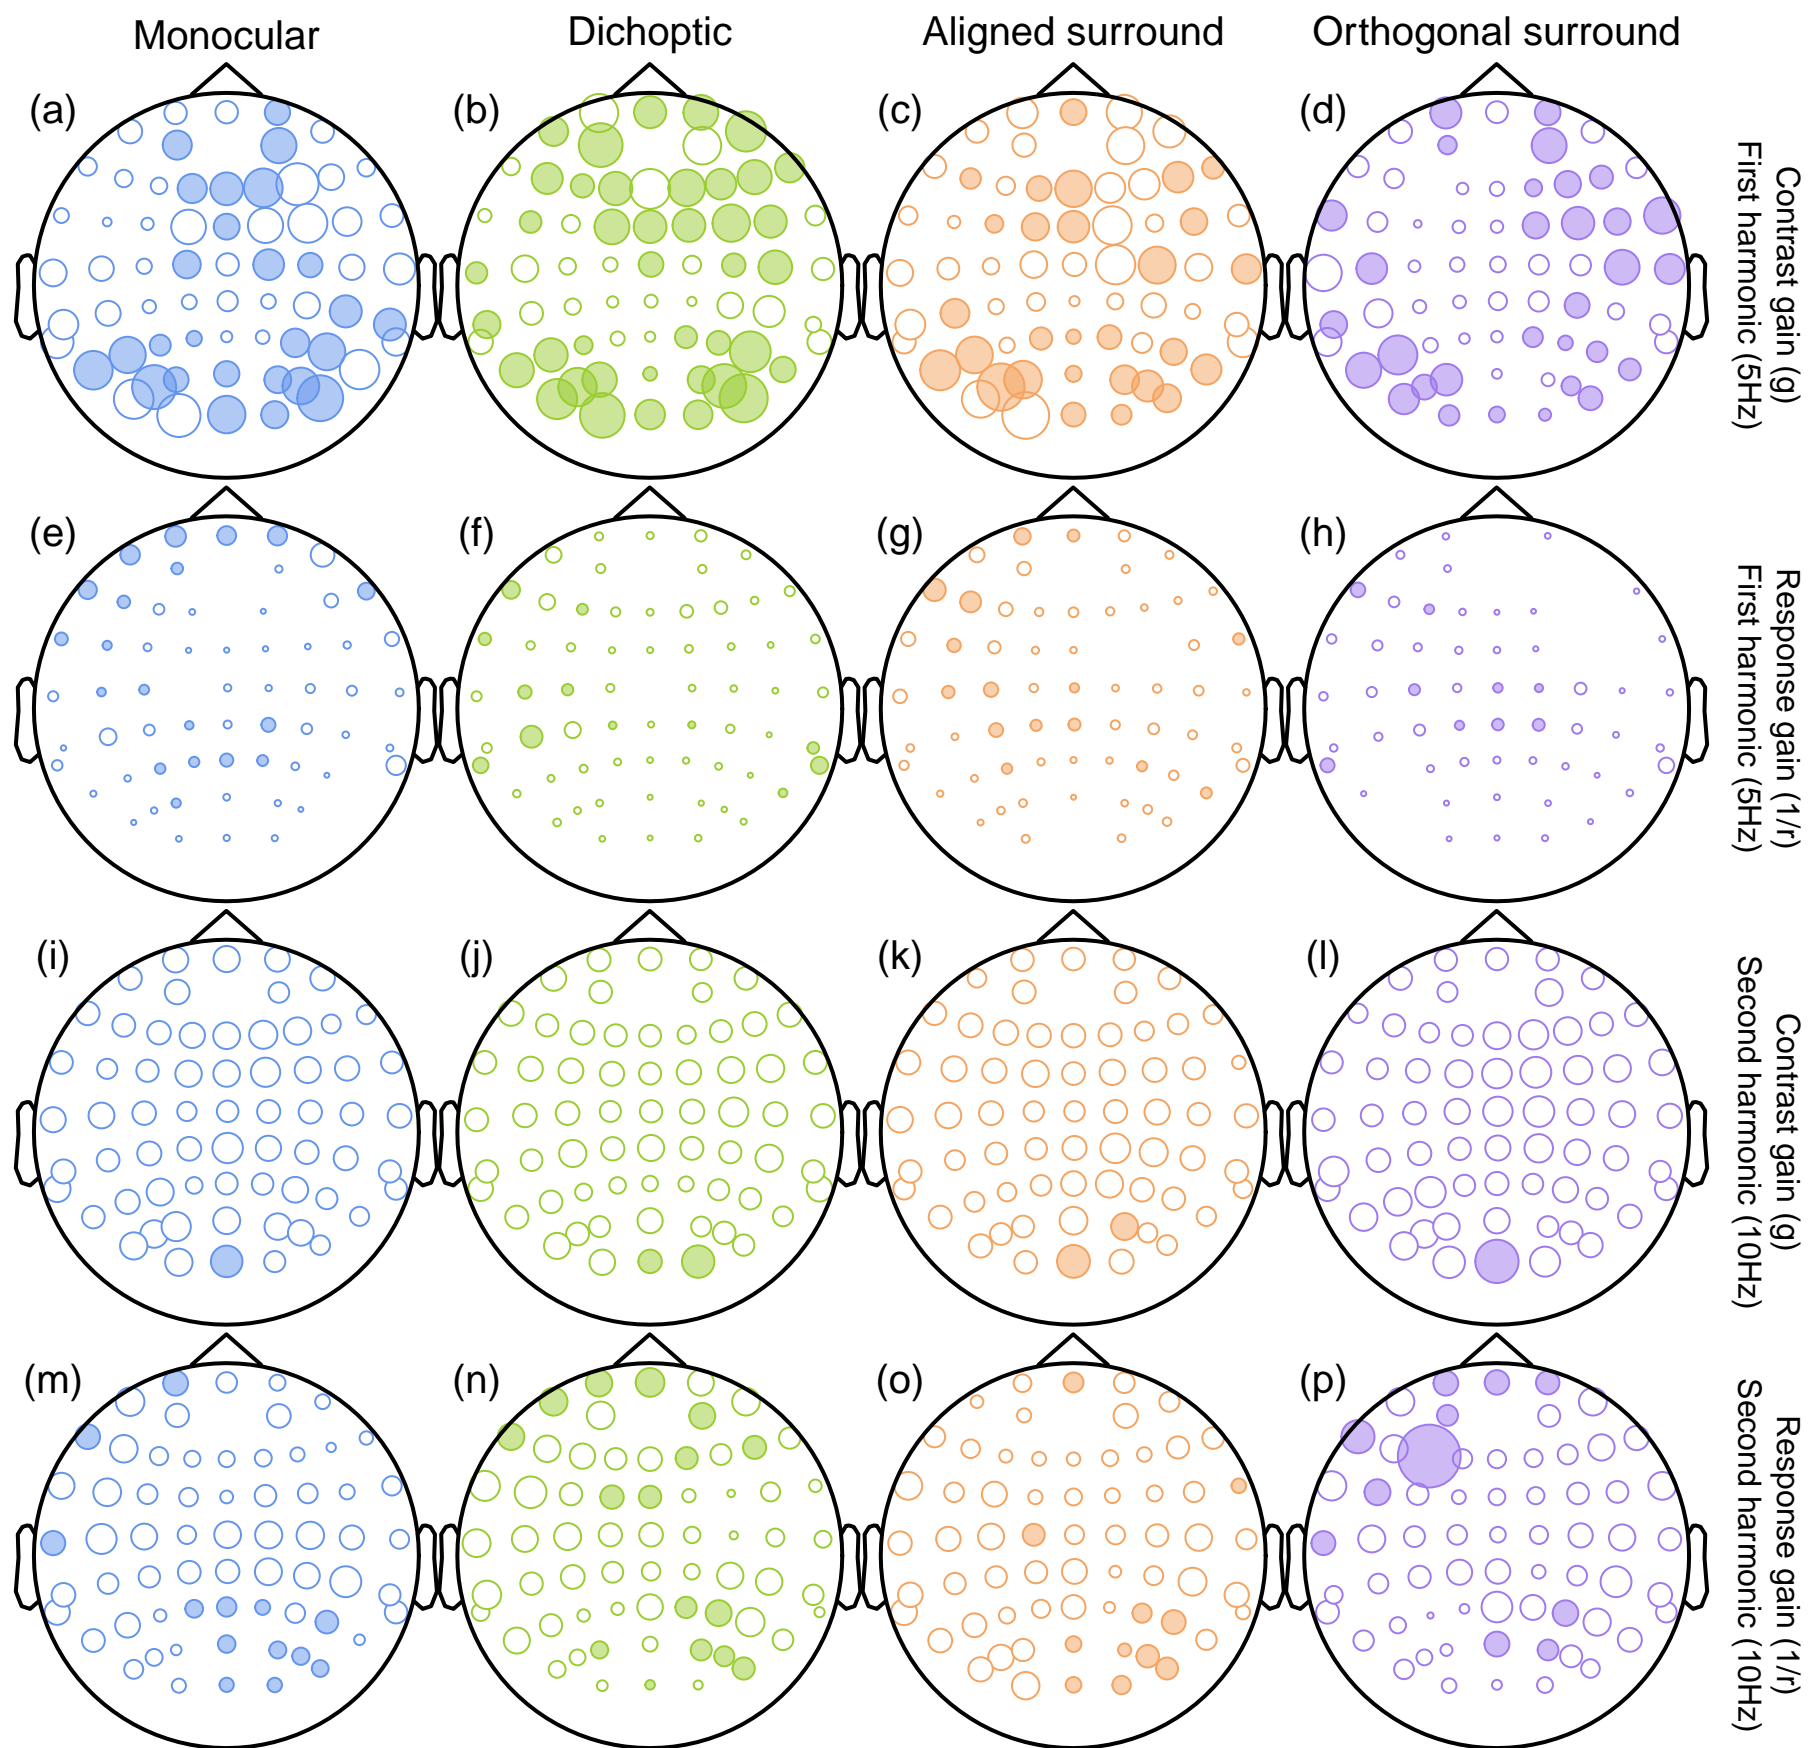 Monocular
Dichoptic
Aligned surround
Orthogonal surround
(a)
(b)
(c)
(d)
Contrast gain (g)
First harmonic (5Hz)
(e)
(f)
(g)
(h)
Response gain (1/r)
First harmonic (5Hz)
(i)
(j)
(k)
(l)
Contrast gain (g)
Second harmonic (10Hz)
(m)
(n)
(o)
(p)
Response gain (1/r)
Second harmonic (10Hz)